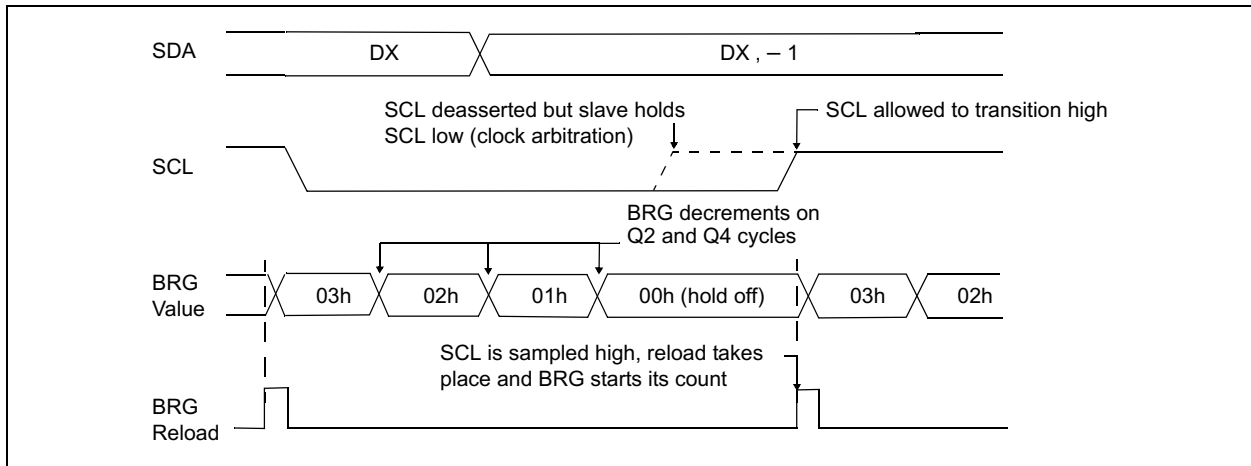 SDA
DX
DX , – 1
SCL deasserted but slave holds
SCL low (clock arbitration)
SCL allowed to transition high
SCL
BRG decrements on
Q2 and Q4 cycles
BRG
Value
03h
02h
01h
00h (hold off)
03h
02h
SCL is sampled high, reload takes
place and BRG starts its count
BRG
Reload